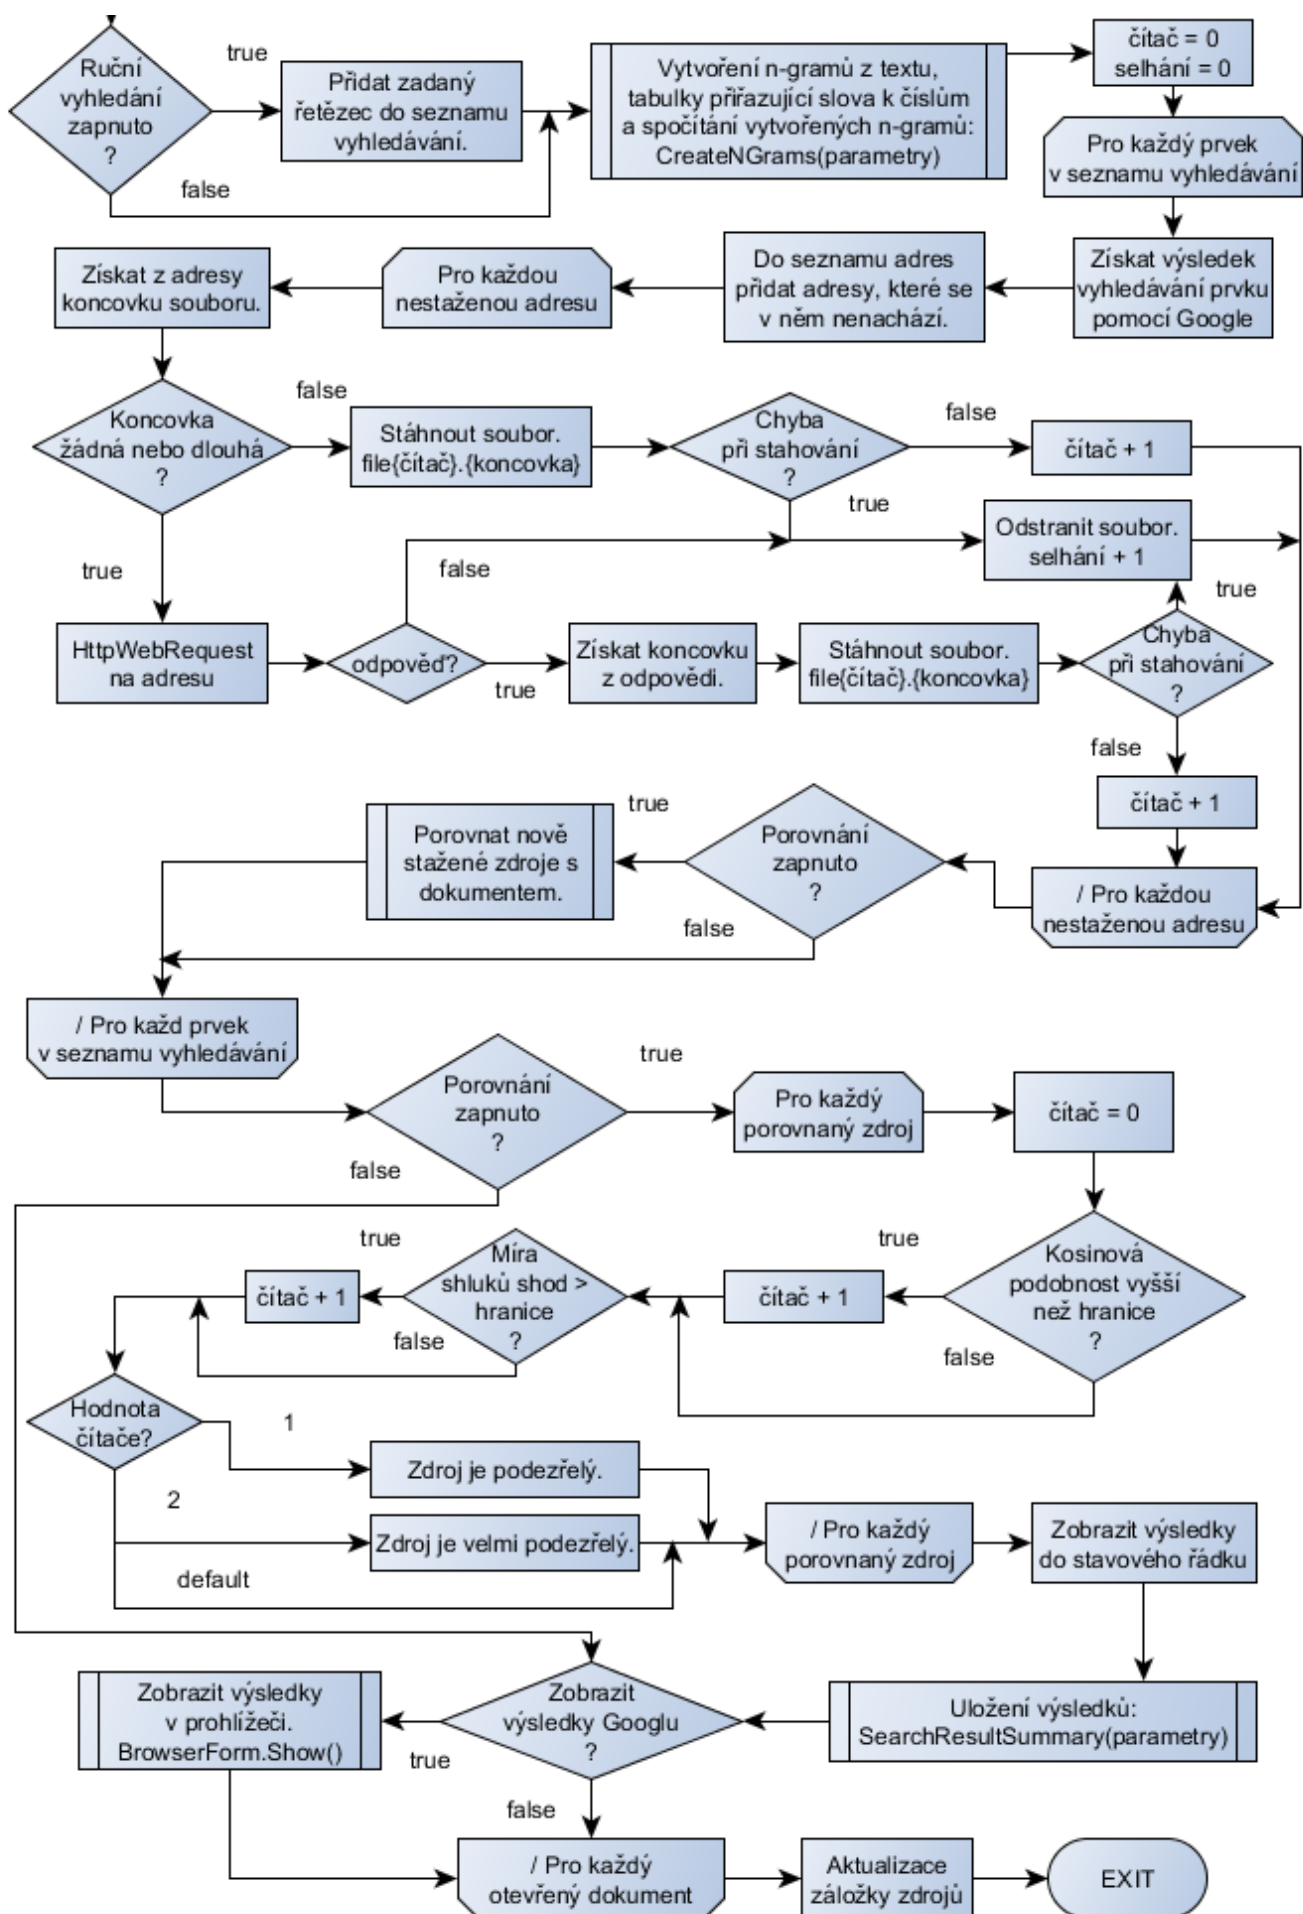 Ruční
vyhledání
zapnuto
?
true
false
Přidat zadaný
řetězec do seznamu
vyhledávání.
Vytvoření n-gramů z textu,
tabulky přiřazující slova k číslům
a spočítání vytvořených n-gramů:
CreateNGrams(parametry)
čítač = 0
selhání = 0
Pro každý prvek
v seznamu vyhledávání
Získat výsledek
vyhledávání prvku
pomocí Google
Do seznamu adres
přidat adresy, které se
v něm nenachází.
Pro každou
nestaženou adresu
Získat z adresy
koncovku souboru.
Koncovka
žádná nebo dlouhá
?
false
true
Stáhnout soubor.
file{čítač}.{koncovka}
Chyba
při stahování
?
false
true
čítač + 1
Odstranit soubor.
selhání + 1
HttpWebRequest
na adresu
odpověď?
false
true
Získat koncovku
z odpovědi.
Stáhnout soubor.
file{čítač}.{koncovka}
Chyba
při stahování
?
true
false
čítač + 1
/ Pro každou
nestaženou adresu
Porovnání
zapnuto
?
true
false
Porovnat nově
stažené zdroje s
dokumentem.
/ Pro každ prvek
v seznamu vyhledávání
Porovnání
zapnuto
?
true
false
Pro každý
porovnaný zdroj
čítač = 0
Kosinová
podobnost vyšší
než hranice
?
true
false
čítač + 1
Míra
shluků shod >
hranice
?
true
false
čítač + 1
Hodnota
čítače?
1
2
default
Zdroj je podezřelý.
Zdroj je velmi podezřelý.
/ Pro každý
porovnaný zdroj
Zobrazit výsledky
do stavového řádku
Uložení výsledků:
SearchResultSummary(parametry)
Zobrazit
výsledky Googlu
?
true
false
Zobrazit výsledky
v prohlížeči.
BrowserForm.Show()
/ Pro každý
otevřený dokument
Aktualizace
záložky zdrojů
EXIT